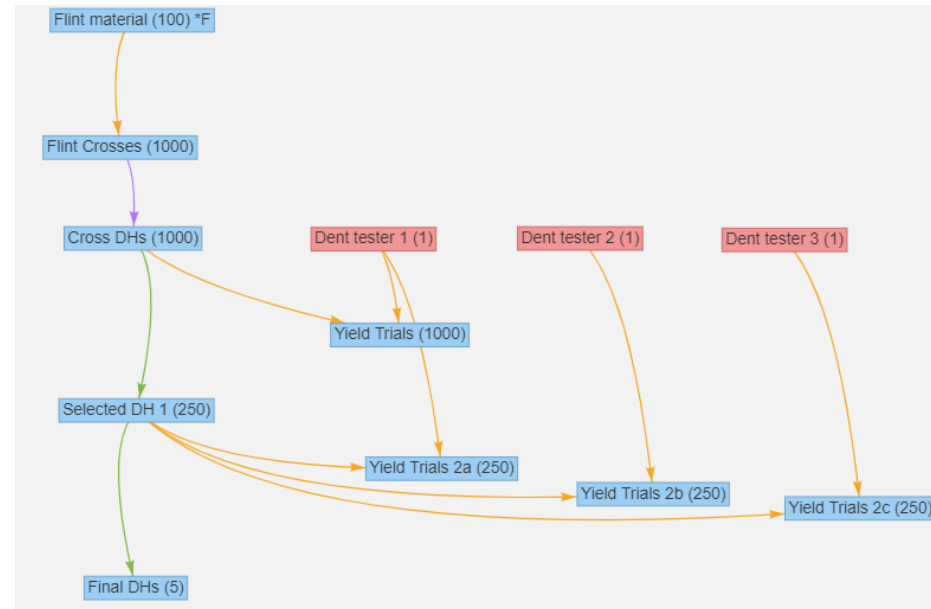 Flint material (100) *F
Flint Crosses (1000)
Cross DHs (1000)
Dent tester 1 (1)
Dent tester 2 (1)
Dent tester 3 (1)
Yield Trials (1000)
Selected DH 1 (250)
Yield Trials 2a (250)
Yield Trials 2b (250)
Yield Trials 2c (250)
Final DHs (5)